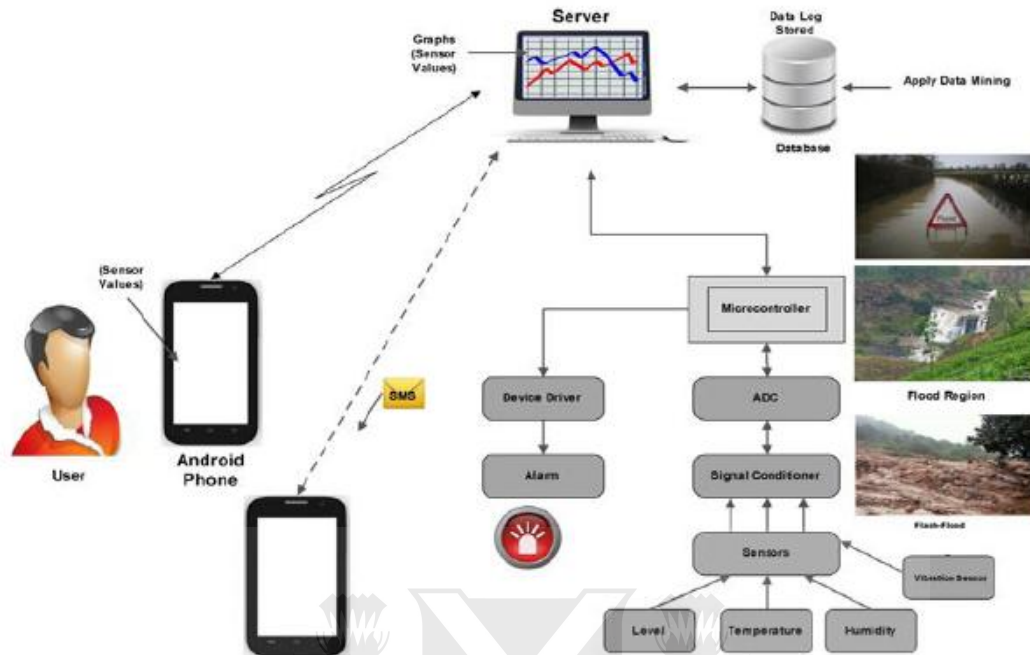 Server
Graphs
(Sensor
Values)
Data Log
Stored
Apply Data Mining
Database
(Sensor
Values)
Microcontroller
Flood
Device Driver
ADC
Flood Region
SMS
User
Android
Phone
Alarm
Signal Conditioner
Flash-Flood
Sensors
Vibration Sensor
Level
Temperature
Humidity